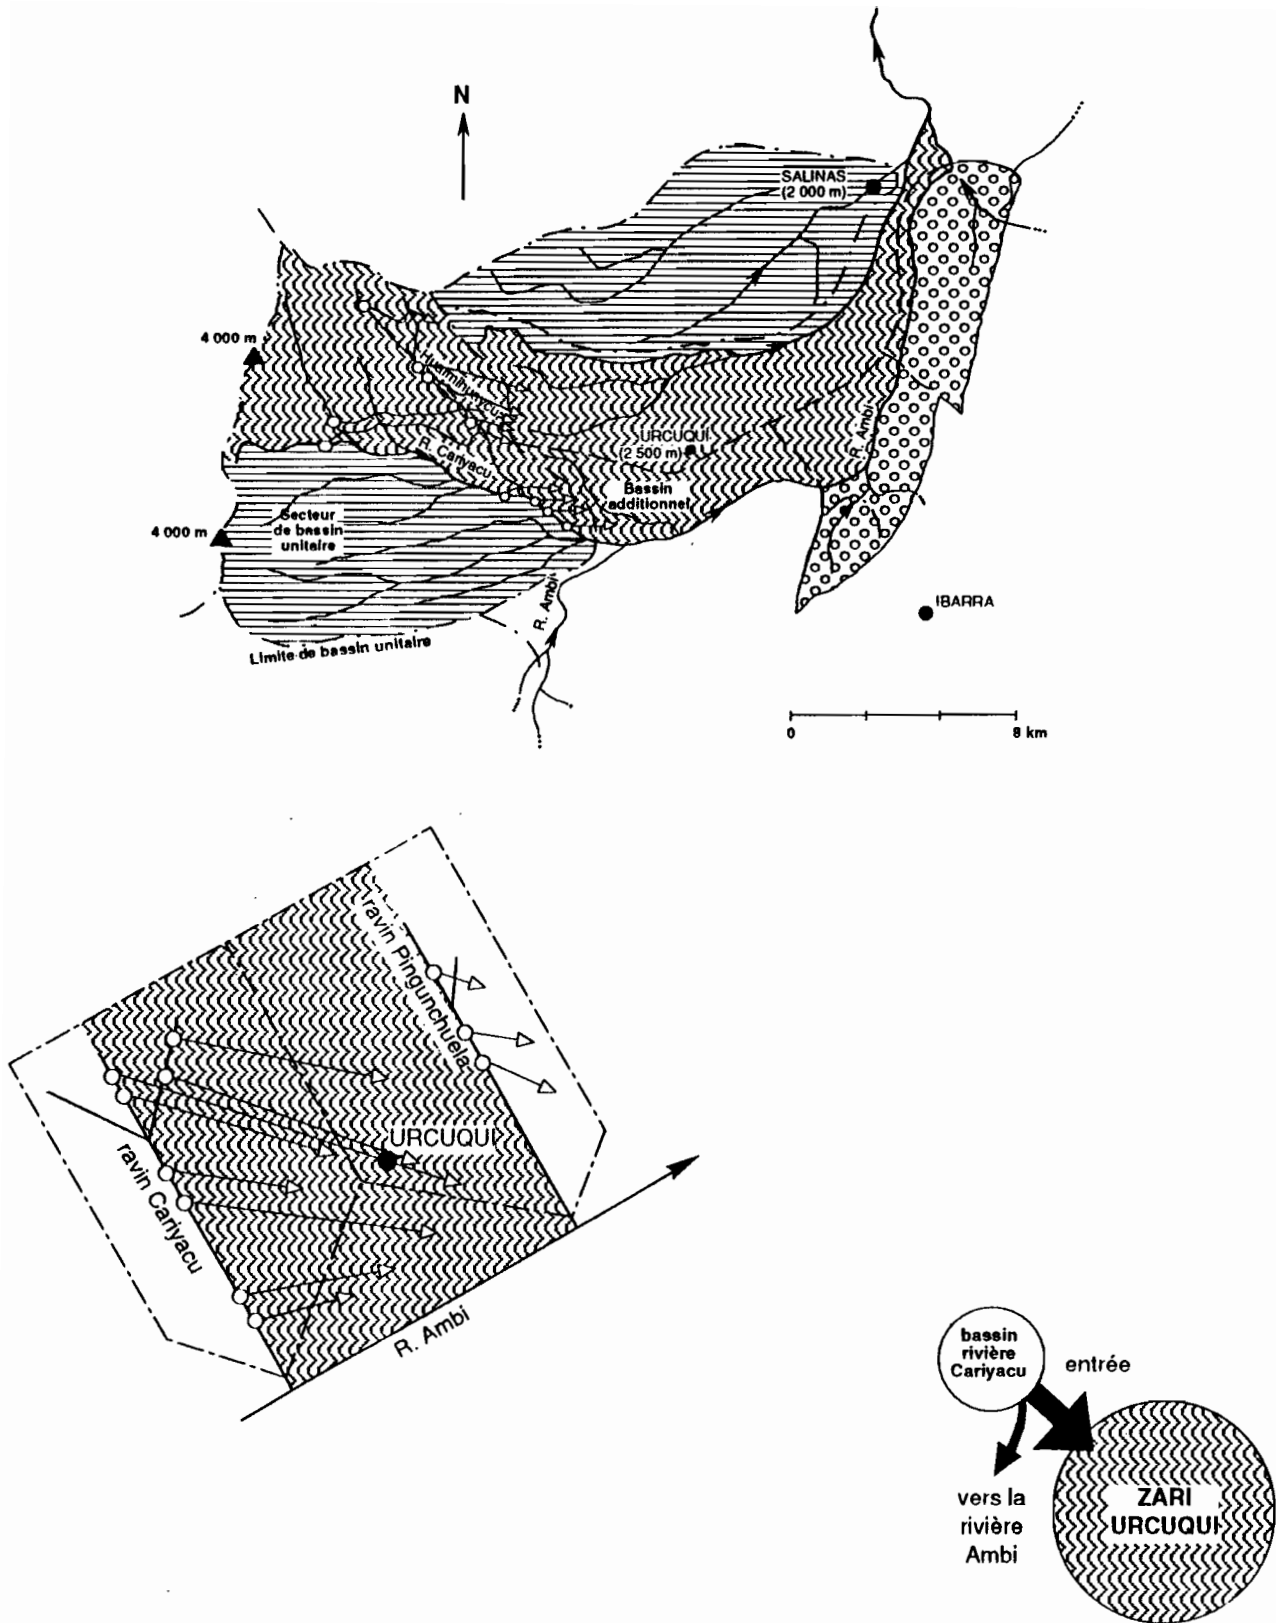 N
SALINAS
(2 000 m)
4 000 m
Huarmihuaycu
R. Cariyacu
URCUQUI
(2 500 m)
R. Ambi
Bassin
additionnel
Secteur
de bassin
unitaire
4 000 m
R. Ambi
IBARRA
Limite de bassin unitaire
0
8 km
ravin Pingunchuela
URCUQUI
ravin Cariyacu
R. Ambi
bassin
rivière
Cariyacu
entrée
vers la
rivière
Ambi
ZARI
URCUQUI